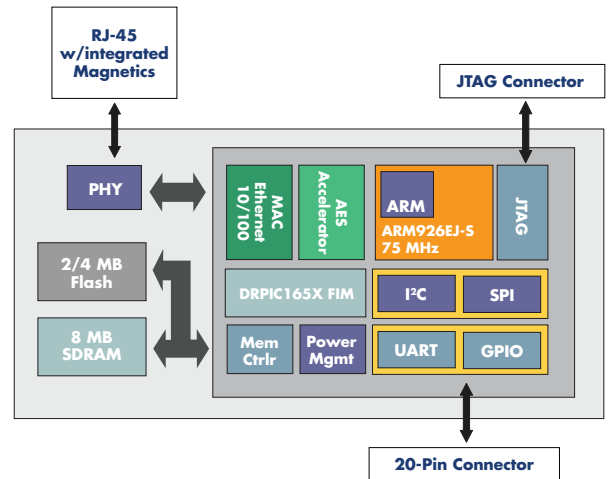 RJ-45
w/integrated
Magnetics
JTAG Connector
PHY
MAC
Ethernet
10/100
AES
Accelerator
ARM
ARM926EJ-S
75 MHz
JTAG
2/4 MB
Flash
DRPIC165X FIM
I²C
SPI
8 MB
SDRAM
Mem
Ctrlr
Power
Mgmt
UART
GPIO
20-Pin Connector